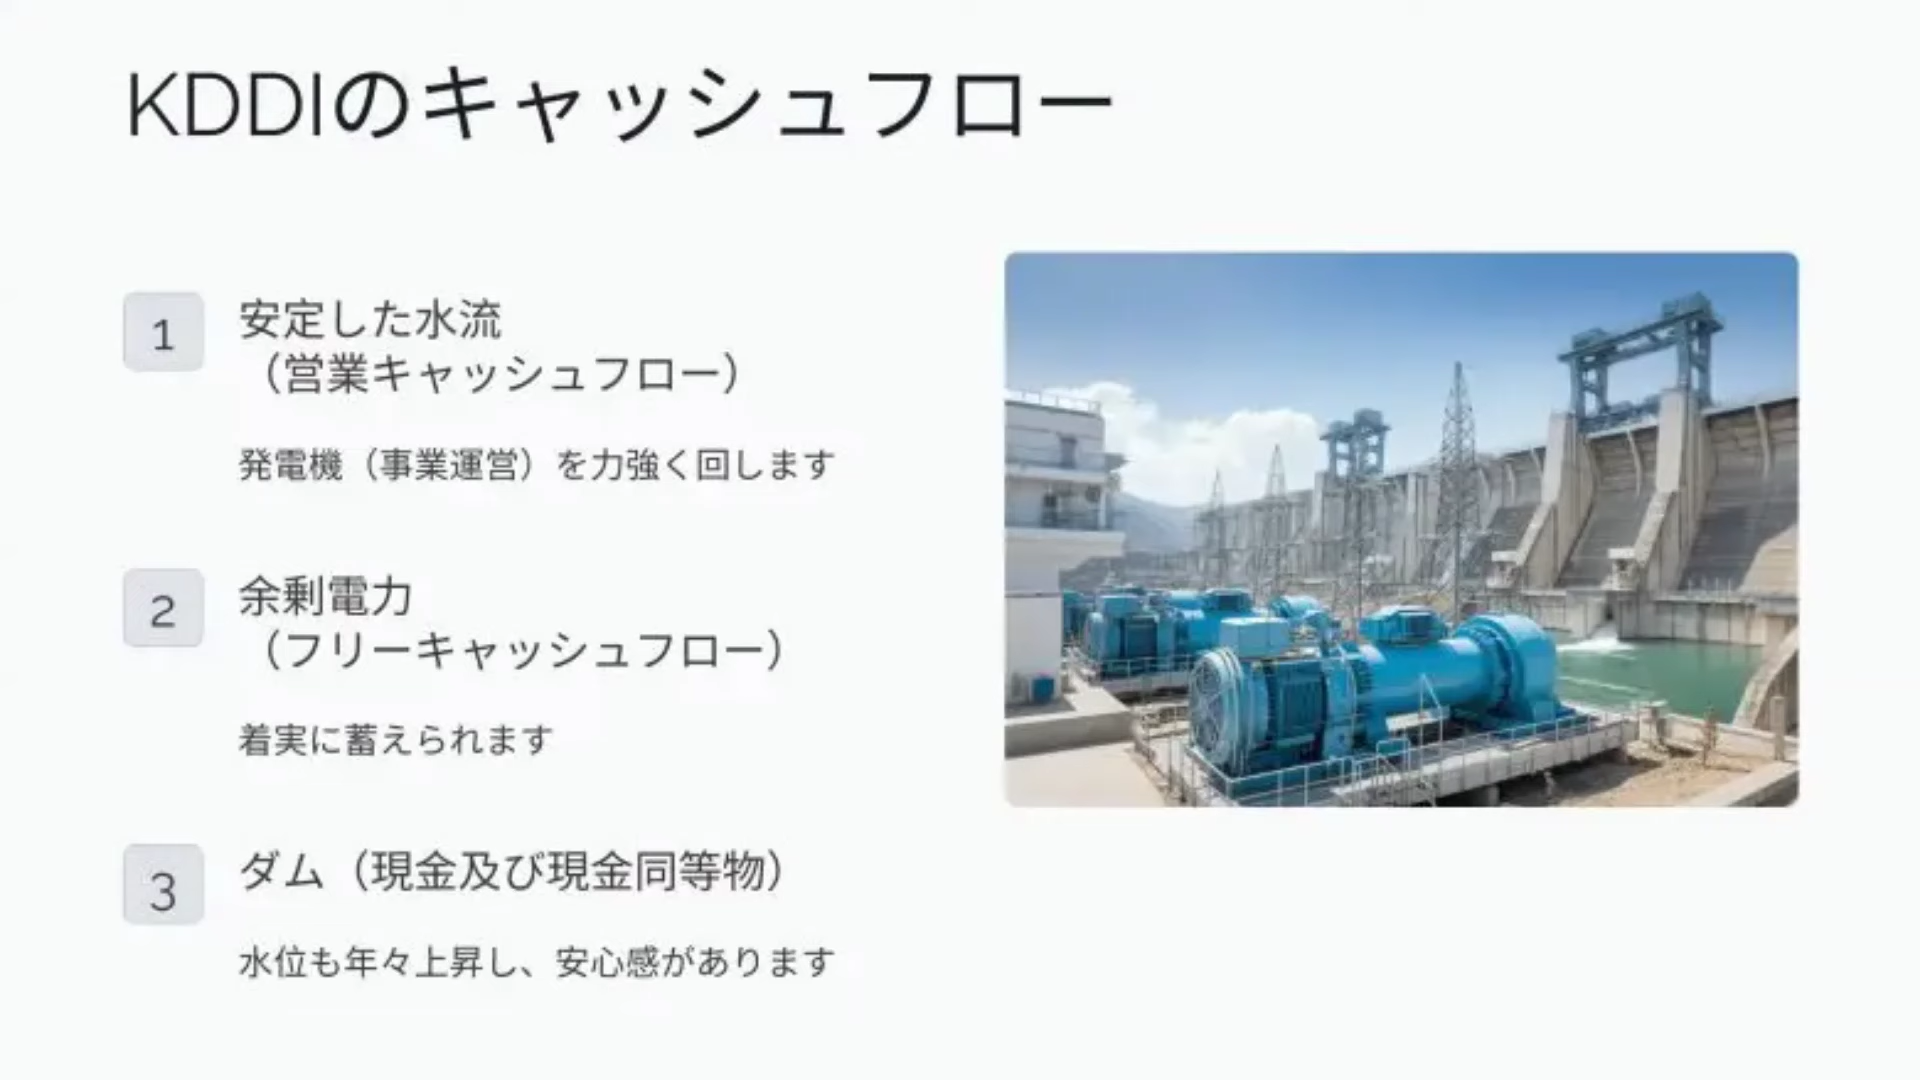 KDDIのキャッシュフロー
1
安定した水流
（営業キャッシュフロー）
発電機（事業運営）を力強く回します
2
余剰電力
（フリーキャッシュフロー）
着実に蓄えられます
3
ダム（現金及び現金同等物）
水位も年々上昇し、安心感があります